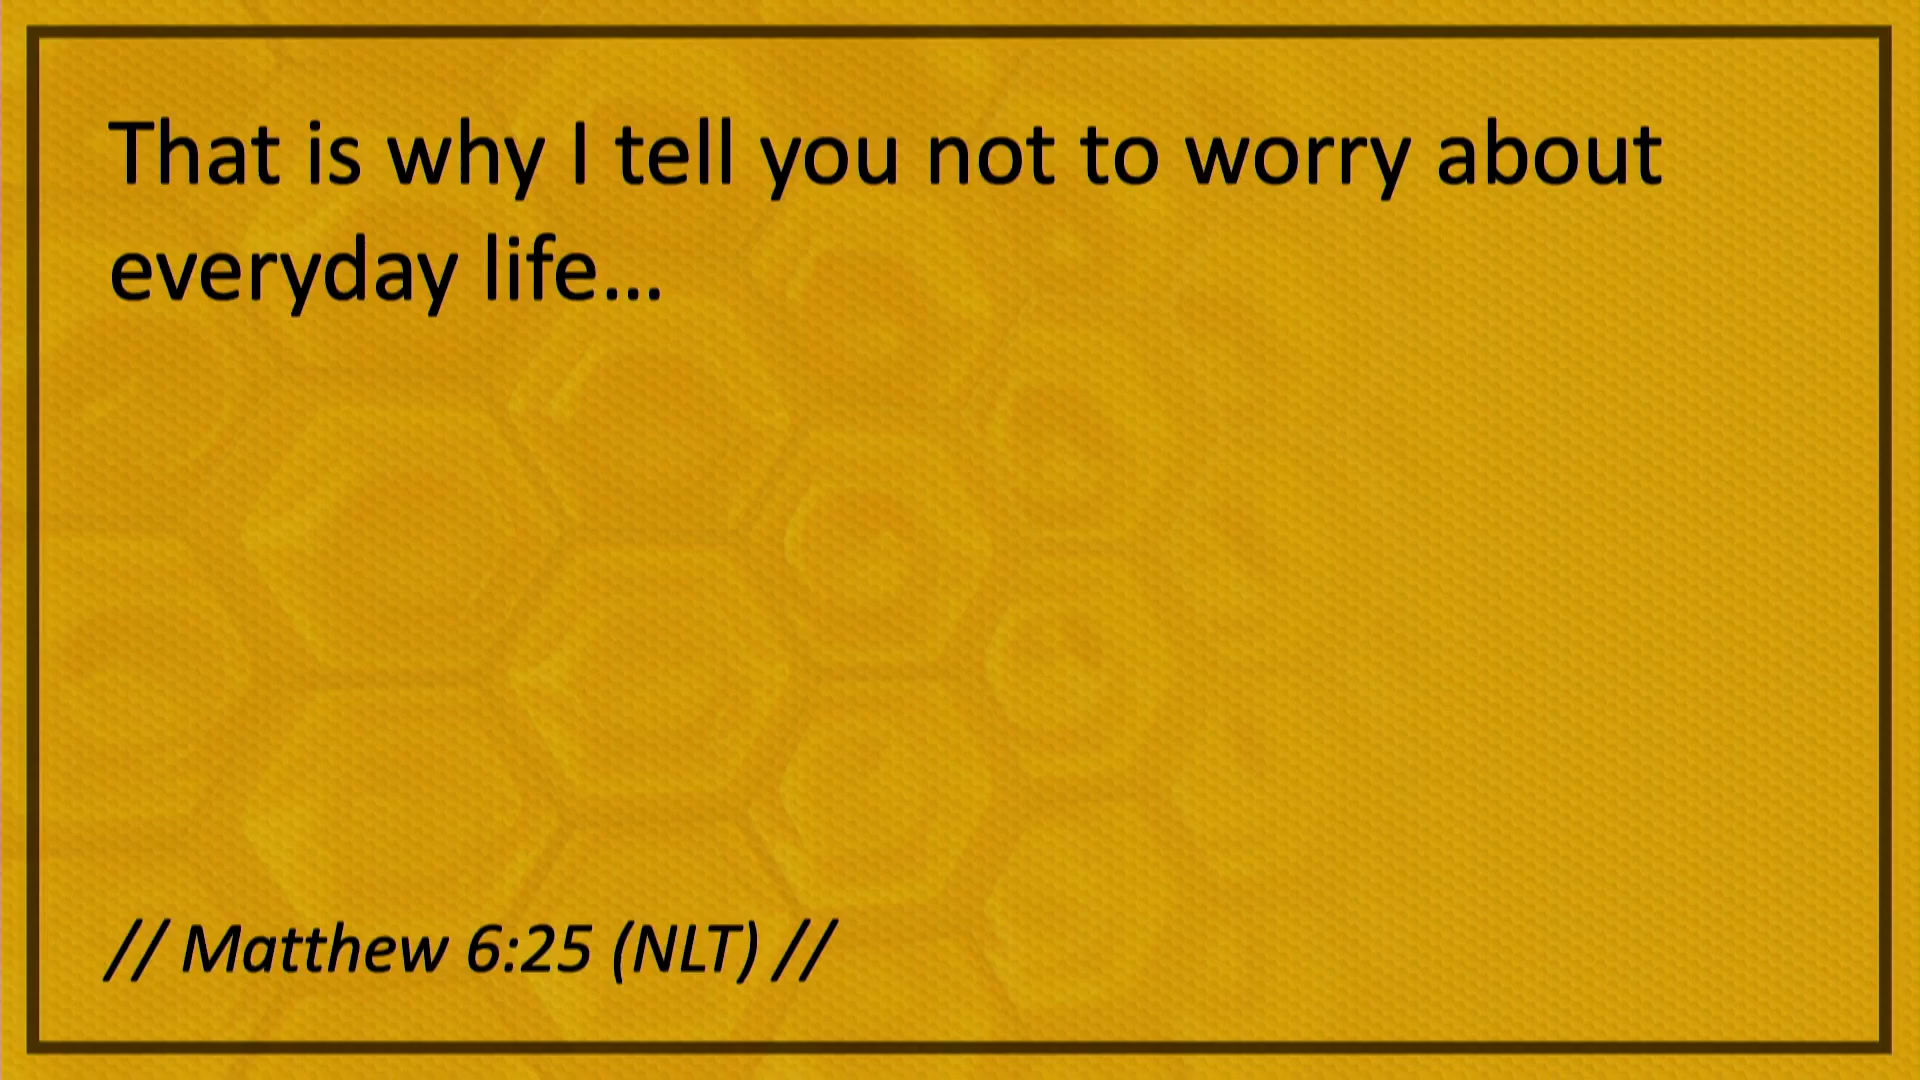 That is why I tell you not to worry about
everyday life...
// Matthew 6:25 (NLT) //